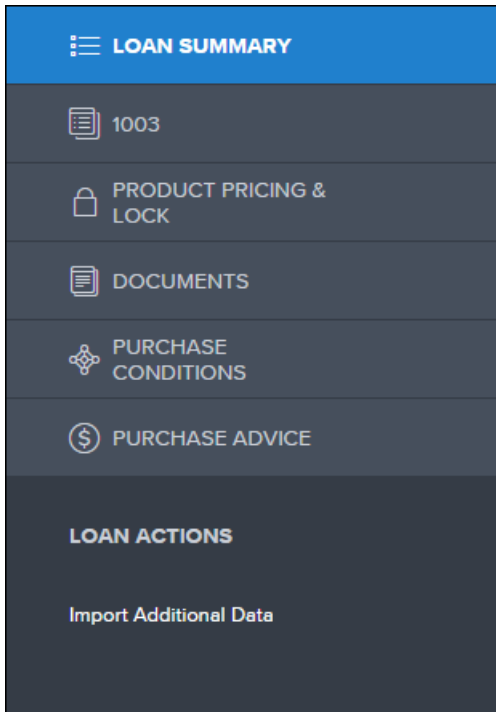 LOAN SUMMARY
1003
PRODUCT PRICING &
LOCK
DOCUMENTS
PURCHASE
CONDITIONS
PURCHASE ADVICE
LOAN ACTIONS
Import Additional Data